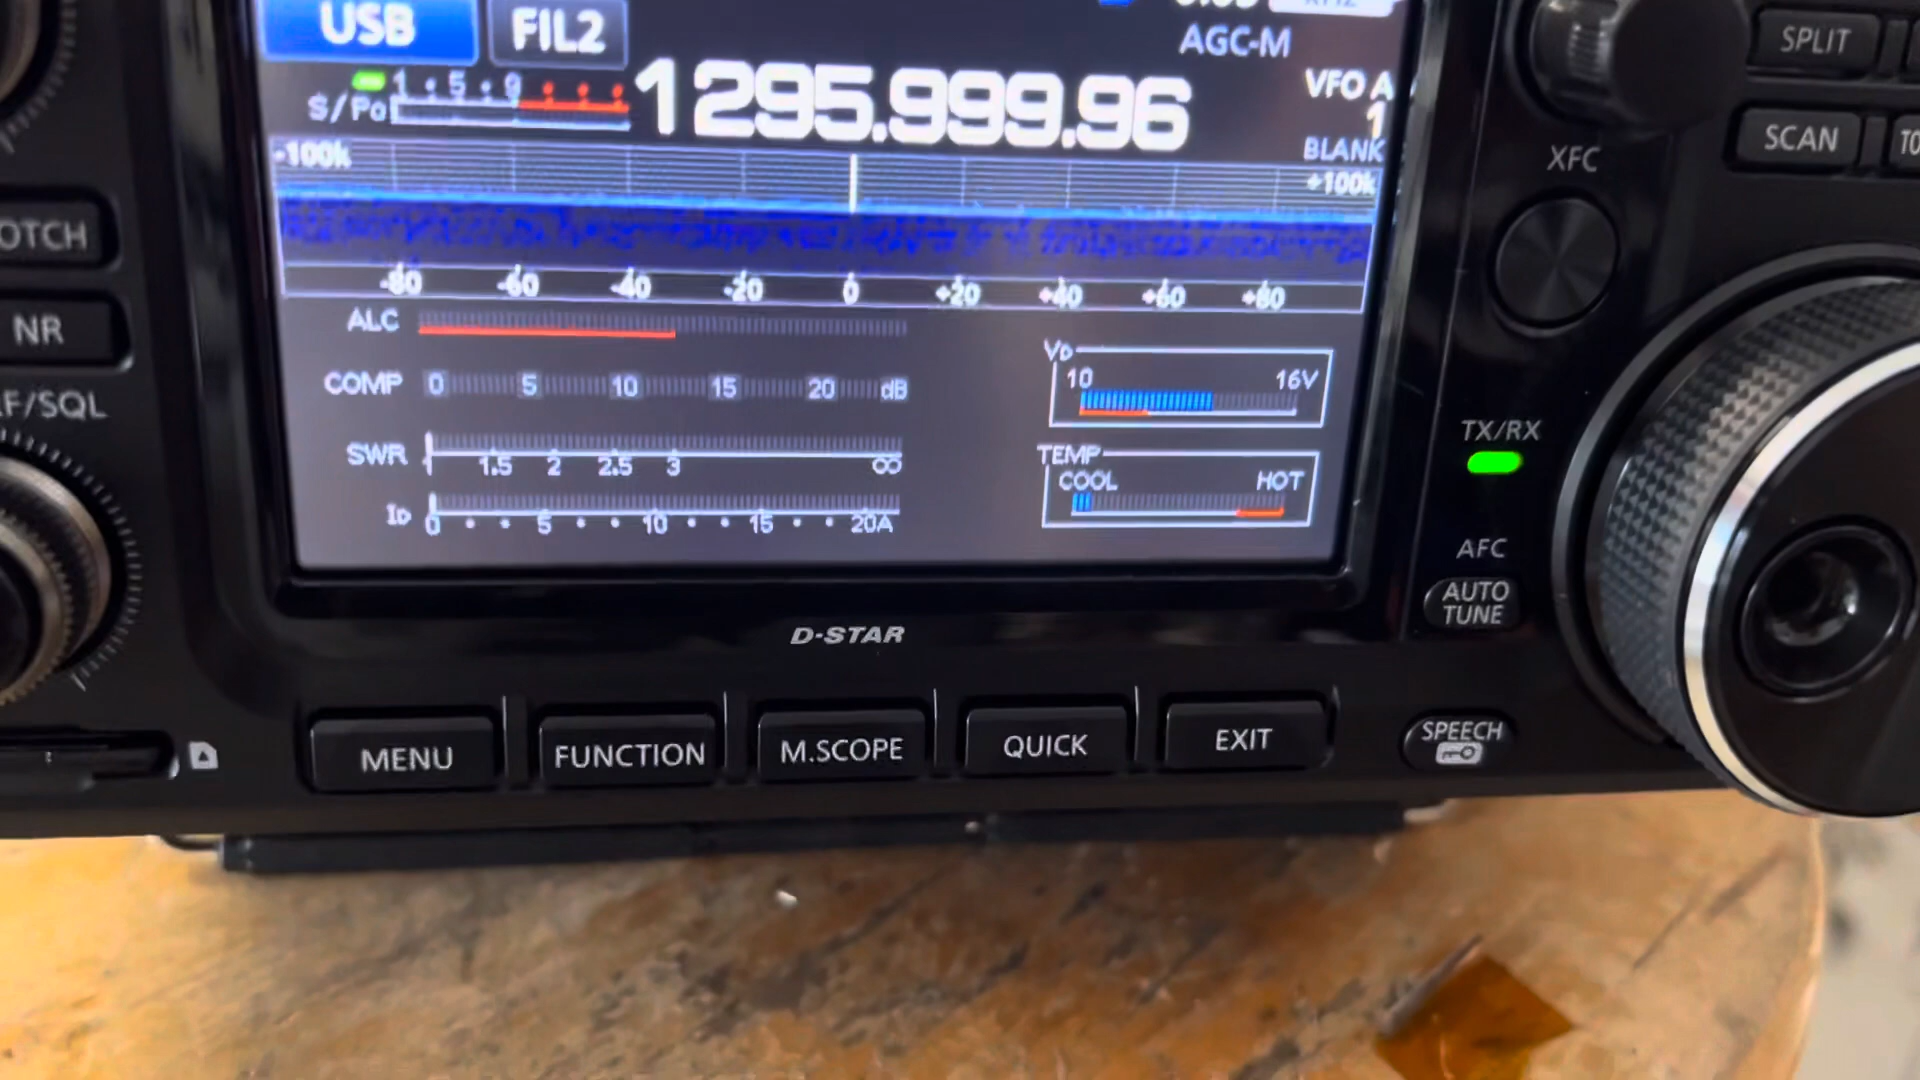 USB FIL2
AGC-M
SPLIT
1 5 9
S/Po
1295.999.96
VFO A
1
BLANK
SCAN
-100k
+100k
XFC
OTCH
-80 -60 -40 -20 0 +20 +40 +60 +80
ALC
NR
VD
10 16V
COMP 0 5 10 15 20 dB
F/SQL
TX/RX
SWR 1 1.5 2 2.5 3 ∞
TEMP
COOL HOT
ID 0 5 10 15 20A
AFC
AUTO
TUNE
D-STAR
MENU FUNCTION M.SCOPE QUICK EXIT
SPEECH